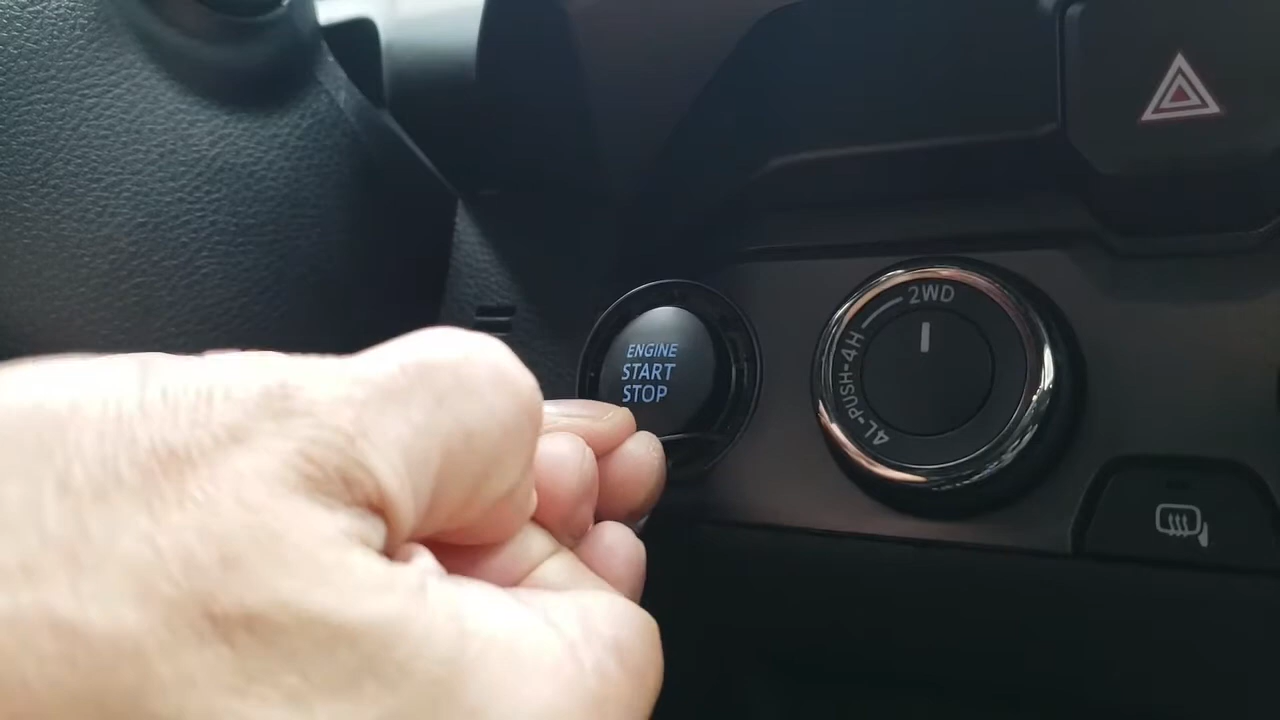 ENGINE
START
STOP
2WD
4L-PUSH-4H